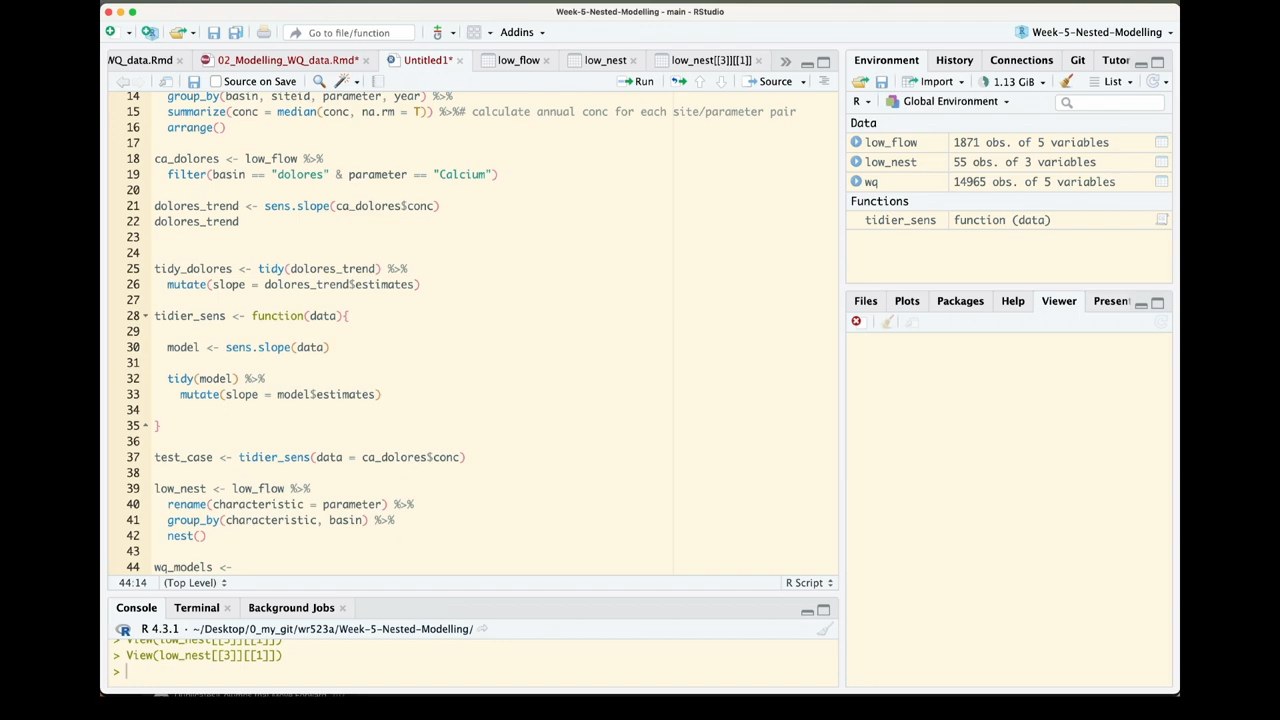 Week-5-Nested-Modelling - main - RStudio
Go to file/function
Addins
Week-5-Nested-Modelling
WQ_data.Rmd
02_Modelling_WQ_data.Rmd*
Untitled1*
low_flow
low_nest
low_nest[[3]][[1]]
Source on Save
Run
Source
14 group_by(basin, siteid, parameter, year) %>%
15 summarize(conc = median(conc, na.rm = T)) %>%# calculate annual conc for each site/parameter pair
16 arrange()
17
18 ca_dolores <- low_flow %>%
19 filter(basin == "dolores" & parameter == "Calcium")
20
21 dolores_trend <- sens.slope(ca_dolores$conc)
22 dolores_trend
23
24
25 tidy_dolores <- tidy(dolores_trend) %>%
26 mutate(slope = dolores_trend$estimates)
27
28 tidier_sens <- function(data){
29
30 model <- sens.slope(data)
31
32 tidy(model) %>%
33 mutate(slope = model$estimates)
34
35 }
36
37 test_case <- tidier_sens(data = ca_dolores$conc)
38
39 low_nest <- low_flow %>%
40 rename(characteristic = parameter) %>%
41 group_by(characteristic, basin) %>%
42 nest()
43
44 wq_models <-
44:14 (Top Level) R Script
Console Terminal Background Jobs
R 4.3.1 · ~/Desktop/0_my_git/wr523a/Week-5-Nested-Modelling/
> View(low_nest[[3]][[1]])
> View(low_nest[[3]][[1]])
>
Environment History Connections Git Tutor
Import 1.13 GiB List
R Global Environment
Data
low_flow 1871 obs. of 5 variables
low_nest 55 obs. of 3 variables
wq 14965 obs. of 5 variables
Functions
tidier_sens function (data)
Files Plots Packages Help Viewer Present